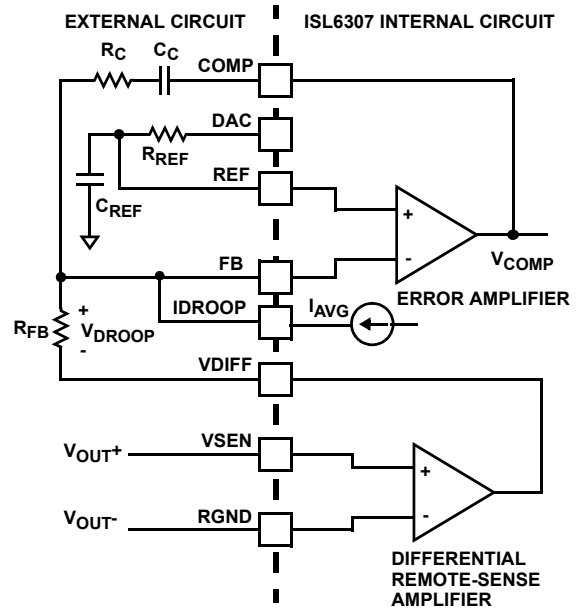 EXTERNAL CIRCUIT
ISL6307 INTERNAL CIRCUIT
RC
CC
COMP
DAC
RREF
REF
CREF
+
-
VCOMP
FB
ERROR AMPLIFIER
IDROOP
IAVG
RFB
+
VDROOP
-
VDIFF
VOUT+
VSEN
+
VOUT-
RGND
-
DIFFERENTIAL
REMOTE-SENSE
AMPLIFIER